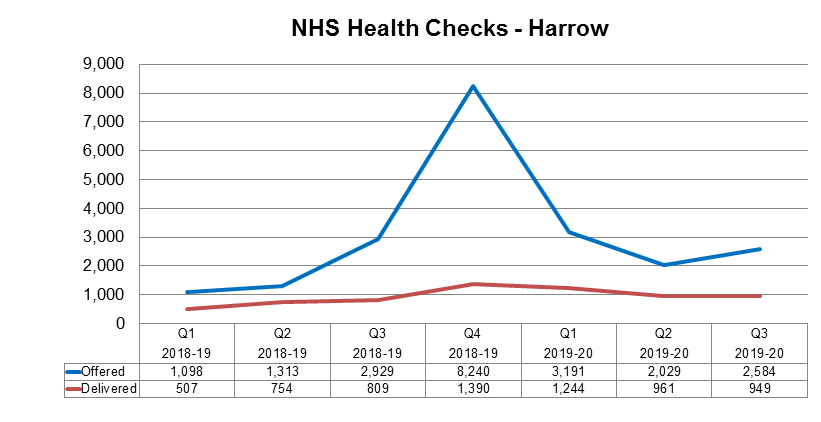 NHS Health Checks - Harrow
9,000
8,000
7,000
6,000
5,000
4,000
3,000
2,000
1,000
0
Q1 Q2 Q3 Q4 Q1 Q2 Q3
2018-19 2018-19 2018-19 2018-19 2019-20 2019-20 2019-20
Offered 1,098 1,313 2,929 8,240 3,191 2,029 2,584
Delivered 507 754 809 1,390 1,244 961 949